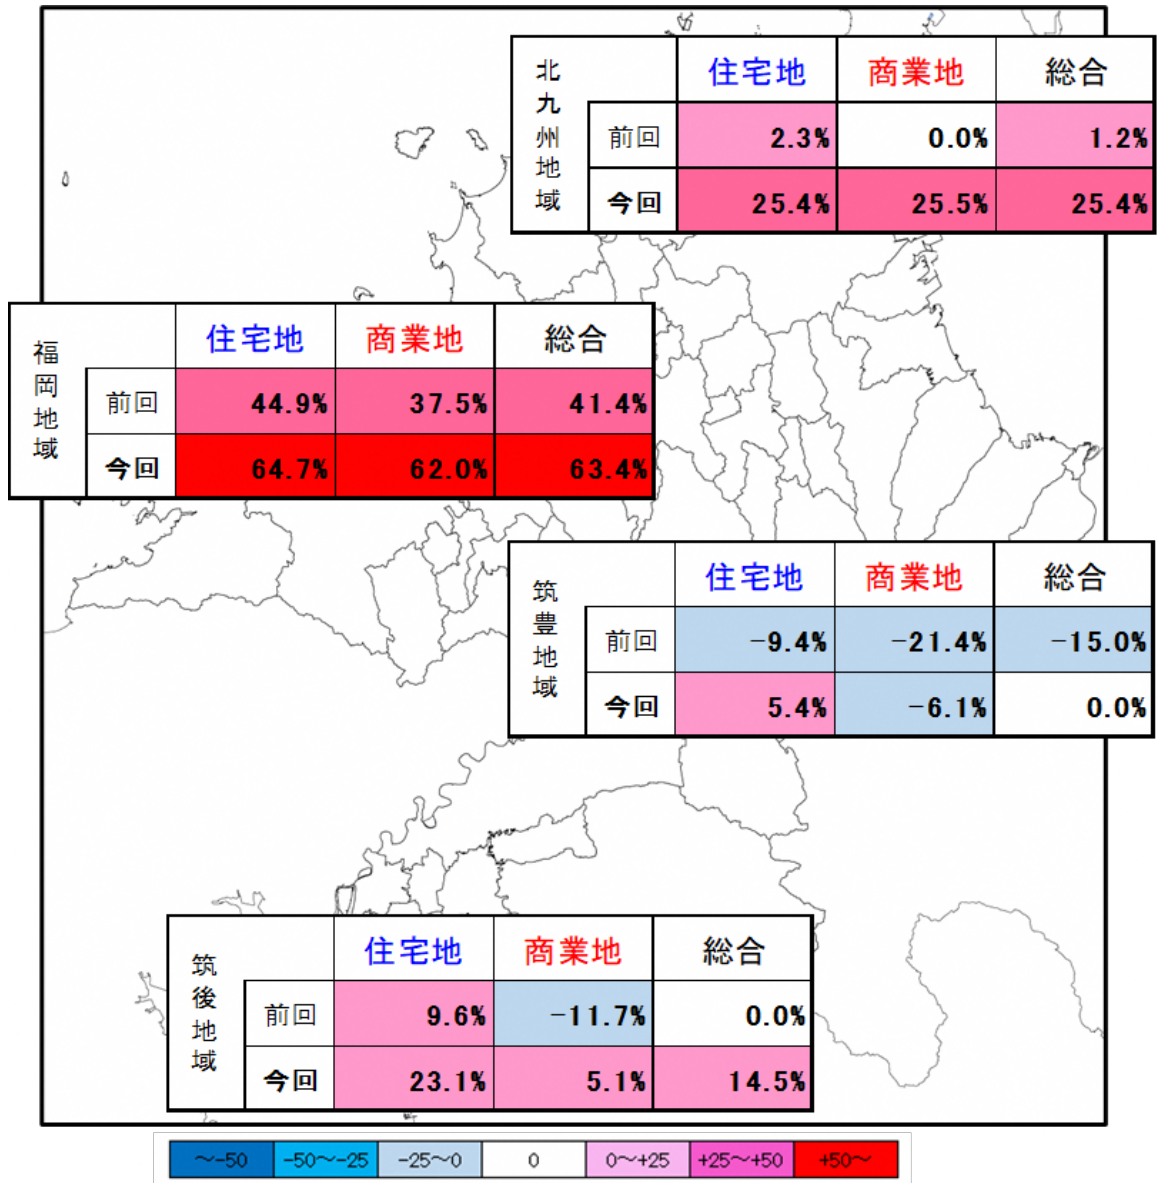 北九州地域
住宅地 商業地 総合
前回 2.3% 0.0% 1.2%
今回 25.4% 25.5% 25.4%
福岡地域
住宅地 商業地 総合
前回 44.9% 37.5% 41.4%
今回 64.7% 62.0% 63.4%
筑豊地域
住宅地 商業地 総合
前回 -9.4% -21.4% -15.0%
今回 5.4% -6.1% 0.0%
筑後地域
住宅地 商業地 総合
前回 9.6% -11.7% 0.0%
今回 23.1% 5.1% 14.5%
～-50 -50～-25 -25～0 0 0～+25 +25～+50 +50～